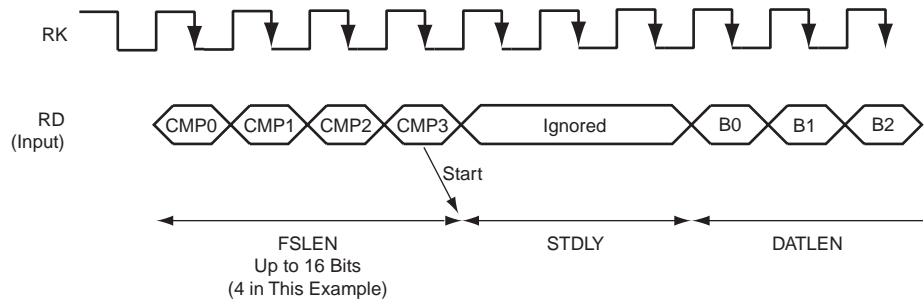 RK
RD
(Input)
CMP0 CMP1 CMP2 CMP3 Ignored B0 B1 B2
Start
FSLEN STDLY DATLEN
Up to 16 Bits
(4 in This Example)